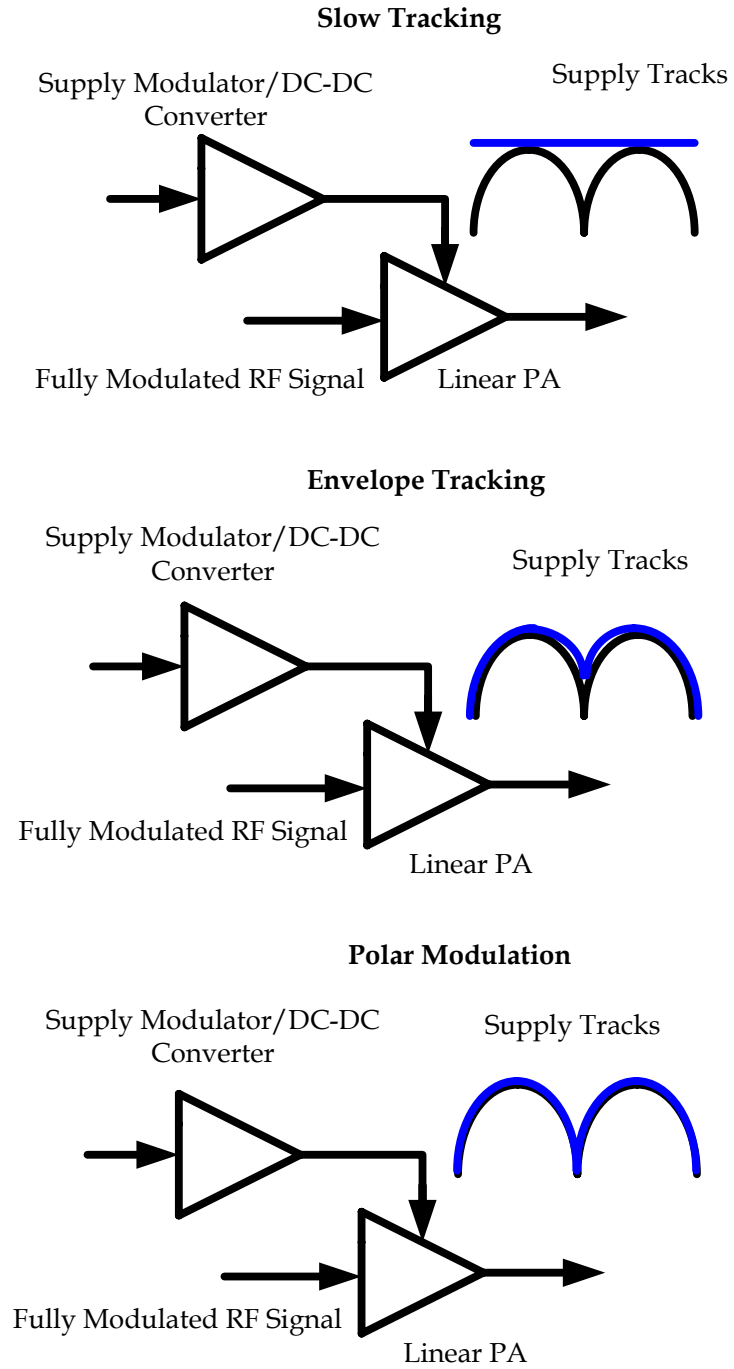 Slow Tracking
Supply Modulator/DC-DC
Converter
Supply Tracks
Fully Modulated RF Signal
Linear PA
Envelope Tracking
Supply Modulator/DC-DC
Converter
Supply Tracks
Fully Modulated RF Signal
Linear PA
Polar Modulation
Supply Modulator/DC-DC
Converter
Supply Tracks
Fully Modulated RF Signal
Linear PA